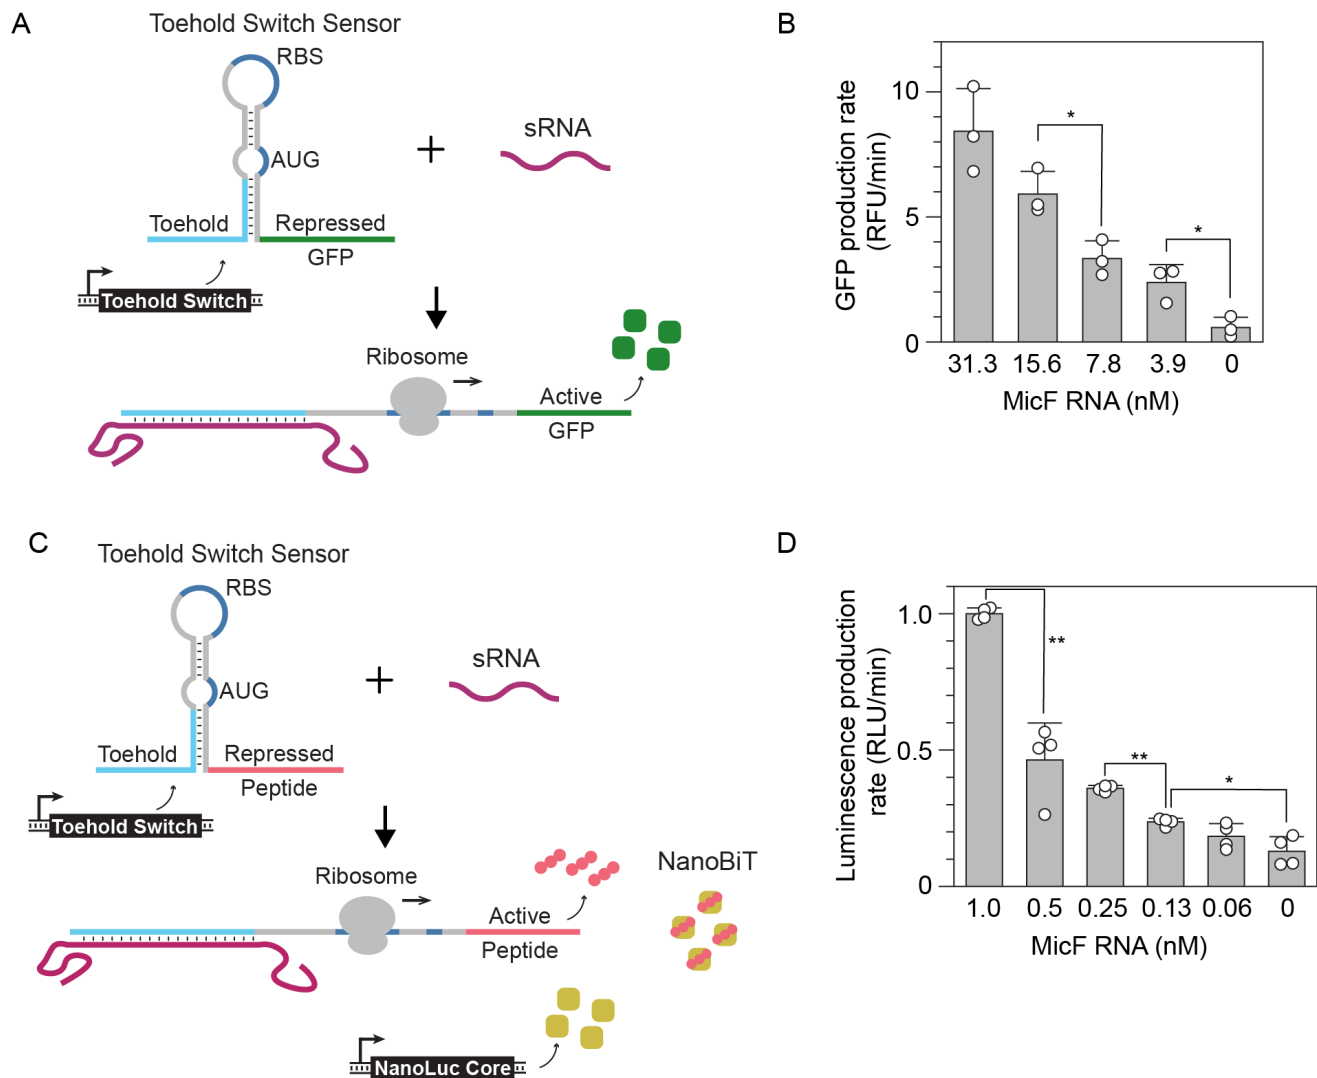 A
Toehold Switch Sensor
RBS
AUG
+
sRNA
Toehold
Repressed
GFP
Toehold Switch
Ribosome
Active
GFP
B
GFP production rate
(RFU/min)
10
5
0
*
*
31.3 15.6 7.8 3.9 0
MicF RNA (nM)
C
Toehold Switch Sensor
RBS
AUG
+
sRNA
Toehold
Repressed
Peptide
Toehold Switch
Ribosome
Active
Peptide
NanoBiT
NanoLuc Core
D
Luminescence production
rate (RLU/min)
1.0
0.5
0
**
**
*
1.0 0.5 0.25 0.13 0.06 0
MicF RNA (nM)